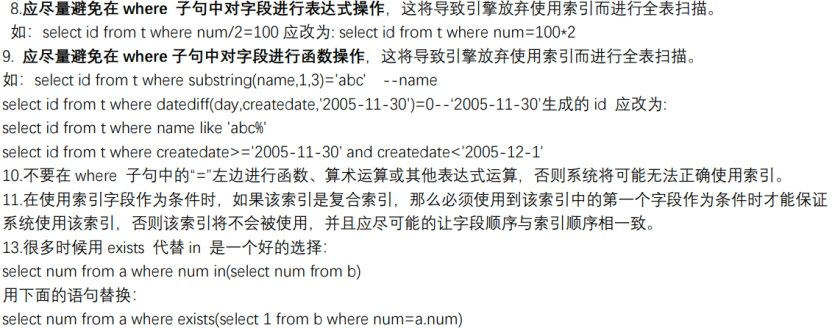 8.应尽量避免在 where 子句中对字段进行表达式操作，这将导致引擎放弃使用索引而进行全表扫描。
如：select id from t where num/2=100 应改为: select id from t where num=100*2
9. 应尽量避免在where子句中对字段进行函数操作，这将导致引擎放弃使用索引而进行全表扫描。
如：select id from t where substring(name,1,3)='abc' --name
select id from t where datediff(day,createdate,'2005-11-30')=0--‘2005-11-30’生成的 id 应改为:
select id from t where name like 'abc%'
select id from t where createdate>='2005-11-30' and createdate<'2005-12-1'
10.不要在 where 子句中的“=”左边进行函数、算术运算或其他表达式运算，否则系统将可能无法正确使用索引。
11.在使用索引字段作为条件时，如果该索引是复合索引，那么必须使用到该索引中的第一个字段作为条件时才能保证
系统使用该索引，否则该索引将不会被使用，并且应尽可能的让字段顺序与索引顺序相一致。
13.很多时候用 exists 代替 in 是一个好的选择：
select num from a where num in(select num from b)
用下面的语句替换：
select num from a where exists(select 1 from b where num=a.num)